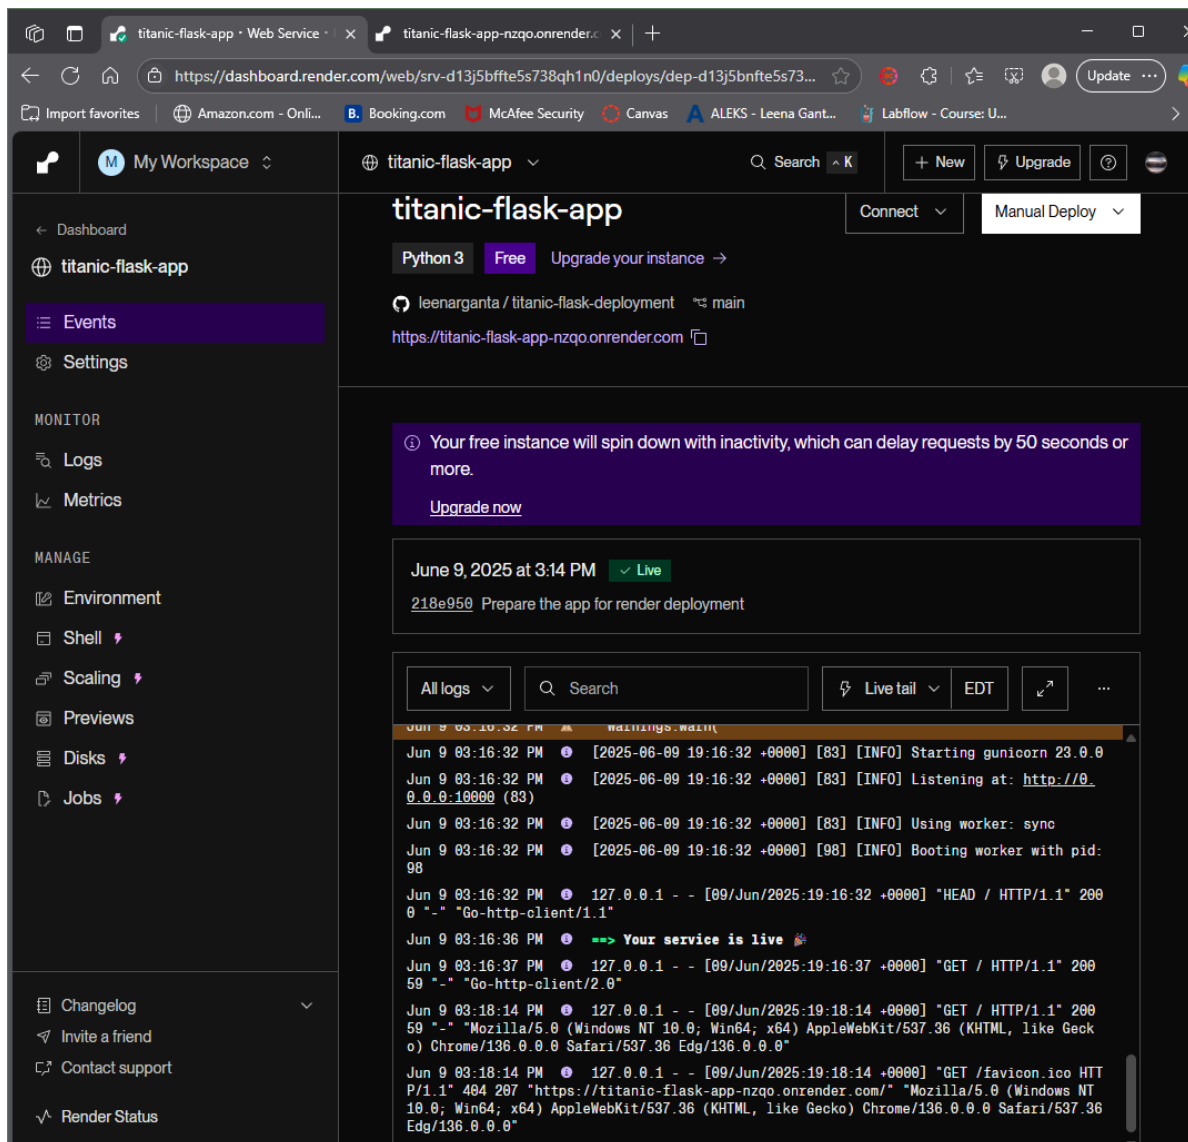 titanic-flask-app · Web Service ·
titanic-flask-app-nzqo.onrender.c
https://dashboard.render.com/web/srv-d13j5bffte5s738qh1n0/deploys/dep-d13j5bnfte5s73...
Update
Import favorites
Amazon.com - Onli...
B. Booking.com
McAfee Security
Canvas
ALEKS - Leena Gant...
Labflow - Course: U...
M My Workspace
titanic-flask-app
Search ^ K
+ New
Upgrade
← Dashboard
titanic-flask-app
Events
Settings
MONITOR
Logs
Metrics
MANAGE
Environment
Shell
Scaling
Previews
Disks
Jobs
Changelog
Invite a friend
Contact support
Render Status
titanic-flask-app
Connect
Manual Deploy
Python 3
Free
Upgrade your instance →
leenarganta / titanic-flask-deployment
main
https://titanic-flask-app-nzqo.onrender.com
Your free instance will spin down with inactivity, which can delay requests by 50 seconds or
more.
Upgrade now
June 9, 2025 at 3:14 PM ✓ Live
218e950 Prepare the app for render deployment
All logs
Search
Live tail
EDT
...
Jun 9 03:16:32 PM warnings.warn(
Jun 9 03:16:32 PM [2025-06-09 19:16:32 +0000] [83] [INFO] Starting gunicorn 23.0.0
Jun 9 03:16:32 PM [2025-06-09 19:16:32 +0000] [83] [INFO] Listening at: http://0.
0.0.0:10000 (83)
Jun 9 03:16:32 PM [2025-06-09 19:16:32 +0000] [83] [INFO] Using worker: sync
Jun 9 03:16:32 PM [2025-06-09 19:16:32 +0000] [98] [INFO] Booting worker with pid:
98
Jun 9 03:16:32 PM 127.0.0.1 - - [09/Jun/2025:19:16:32 +0000] "HEAD / HTTP/1.1" 200
0 "-" "Go-http-client/1.1"
Jun 9 03:16:36 PM ==> Your service is live 🎉
Jun 9 03:16:37 PM 127.0.0.1 - - [09/Jun/2025:19:16:37 +0000] "GET / HTTP/1.1" 200
59 "-" "Go-http-client/2.0"
Jun 9 03:18:14 PM 127.0.0.1 - - [09/Jun/2025:19:18:14 +0000] "GET / HTTP/1.1" 200
59 "-" "Mozilla/5.0 (Windows NT 10.0; Win64; x64) AppleWebKit/537.36 (KHTML, like Geck
o) Chrome/136.0.0.0 Safari/537.36 Edg/136.0.0.0"
Jun 9 03:18:14 PM 127.0.0.1 - - [09/Jun/2025:19:18:14 +0000] "GET /favicon.ico HTT
P/1.1" 404 207 "https://titanic-flask-app-nzqo.onrender.com/" "Mozilla/5.0 (Windows NT
10.0; Win64; x64) AppleWebKit/537.36 (KHTML, like Gecko) Chrome/136.0.0.0 Safari/537.36
Edg/136.0.0.0"